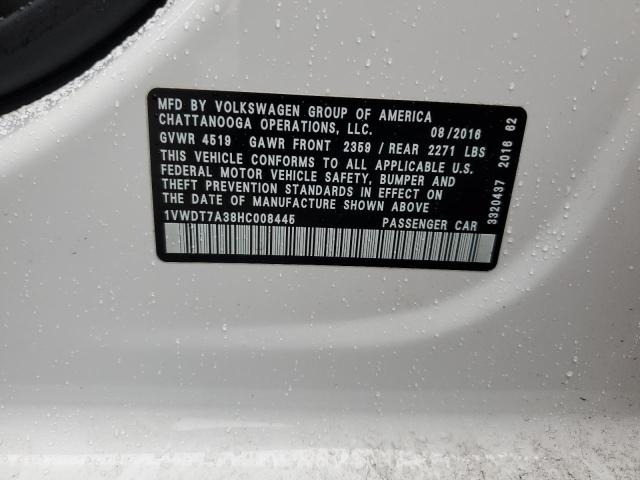 MFD BY VOLKSWAGEN GROUP OF AMERICA
CHATTANOOGA OPERATIONS, LLC. 08/2016
GVWR 4519 GAWR FRONT 2359 / REAR 2271 LBS
THIS VEHICLE CONFORMS TO ALL APPLICABLE U.S.
FEDERAL MOTOR VEHICLE SAFETY, BUMPER AND
THEFT PREVENTION STANDARDS IN EFFECT ON
THE DATE OF MANUFACTURE SHOWN ABOVE
1VWDT7A38HC008445 PASSENGER CAR
3320437 2016 62